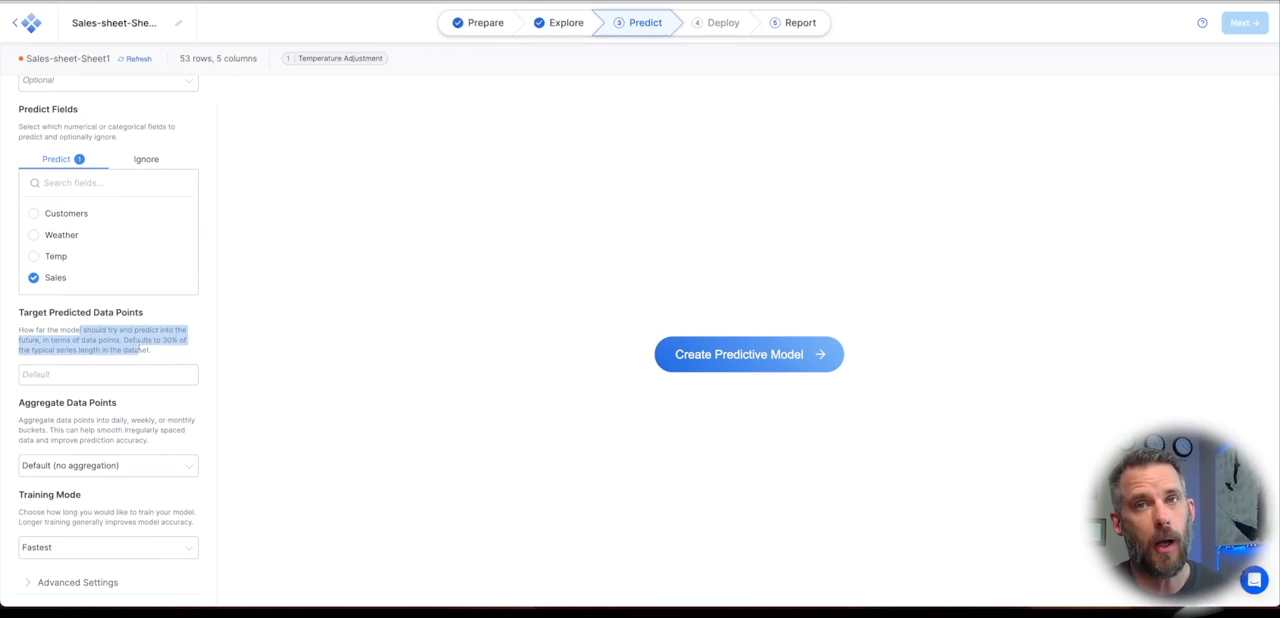 Sales-sheet-She...
Prepare
Explore
3 Predict
4 Deploy
5 Report
Next →
Sales-sheet-Sheet1
Refresh
53 rows, 5 columns
1 Temperature Adjustment
Optional
Predict Fields
Select which numerical or categorical fields to
predict and optionally ignore.
Predict 1
Ignore
Search fields...
Customers
Weather
Temp
Sales
Target Predicted Data Points
How far the model should try and predict into the
future, in terms of data points. Defaults to 30% of
the typical series length in the dataset.
Default
Aggregate Data Points
Aggregate data points into daily, weekly, or monthly
buckets. This can help smooth irregularly spaced
data and improve prediction accuracy.
Default (no aggregation)
Training Mode
Choose how long you would like to train your model.
Longer training generally improves model accuracy.
Fastest
Advanced Settings
Create Predictive Model →